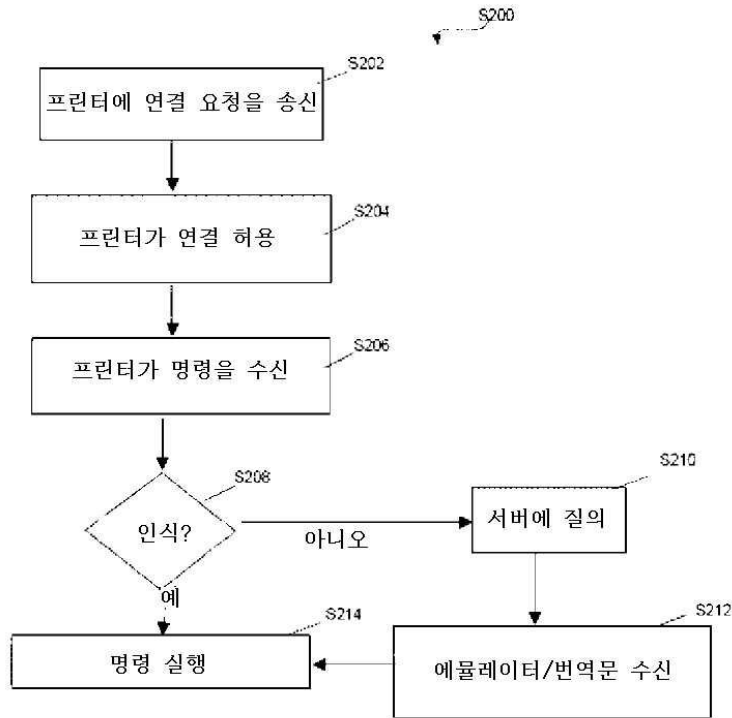 S200
S202
프린터에 연결 요청을 송신
S204
프린터가 연결 허용
S206
프린터가 명령을 수신
S208
인식?
아니오
예
S210
서버에 질의
S212
에뮬레이터/번역문 수신
S214
명령 실행